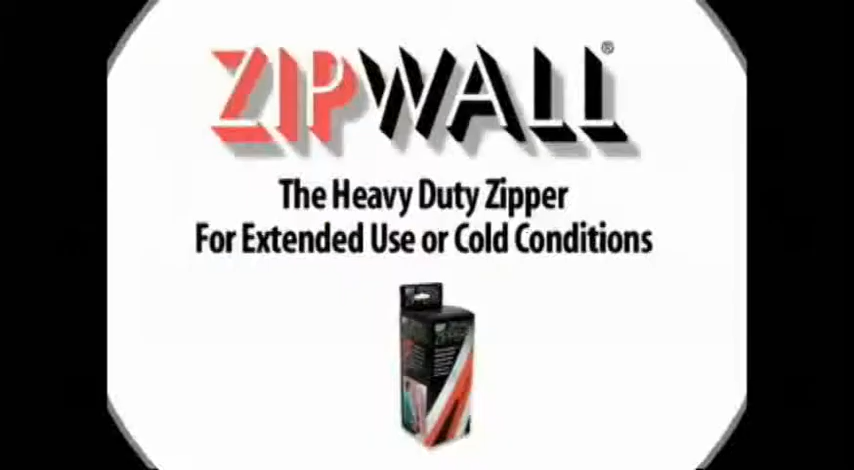 ZIPWALL®
The Heavy Duty Zipper
For Extended Use or Cold Conditions